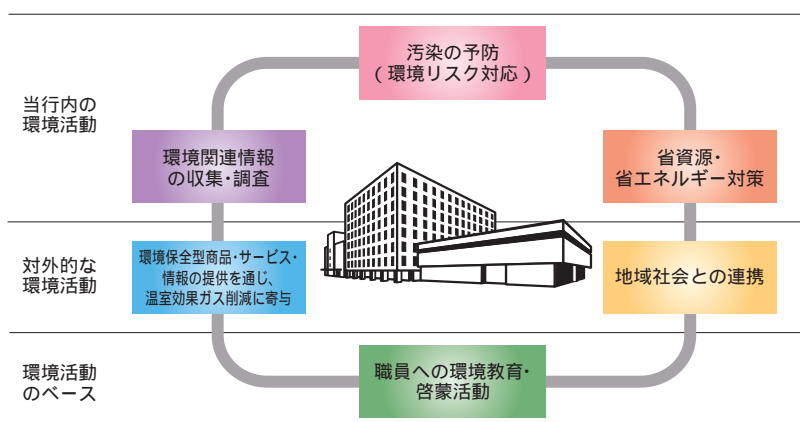 汚染の予防
（環境リスク対応）
当行内の
環境活動
環境関連情報
の収集・調査
省資源・
省エネルギー対策
対外的な
環境活動
環境保全型商品・サービス・
情報の提供を通じ、
温室効果ガス削減に寄与
地域社会との連携
環境活動
のベース
職員への環境教育・
啓蒙活動